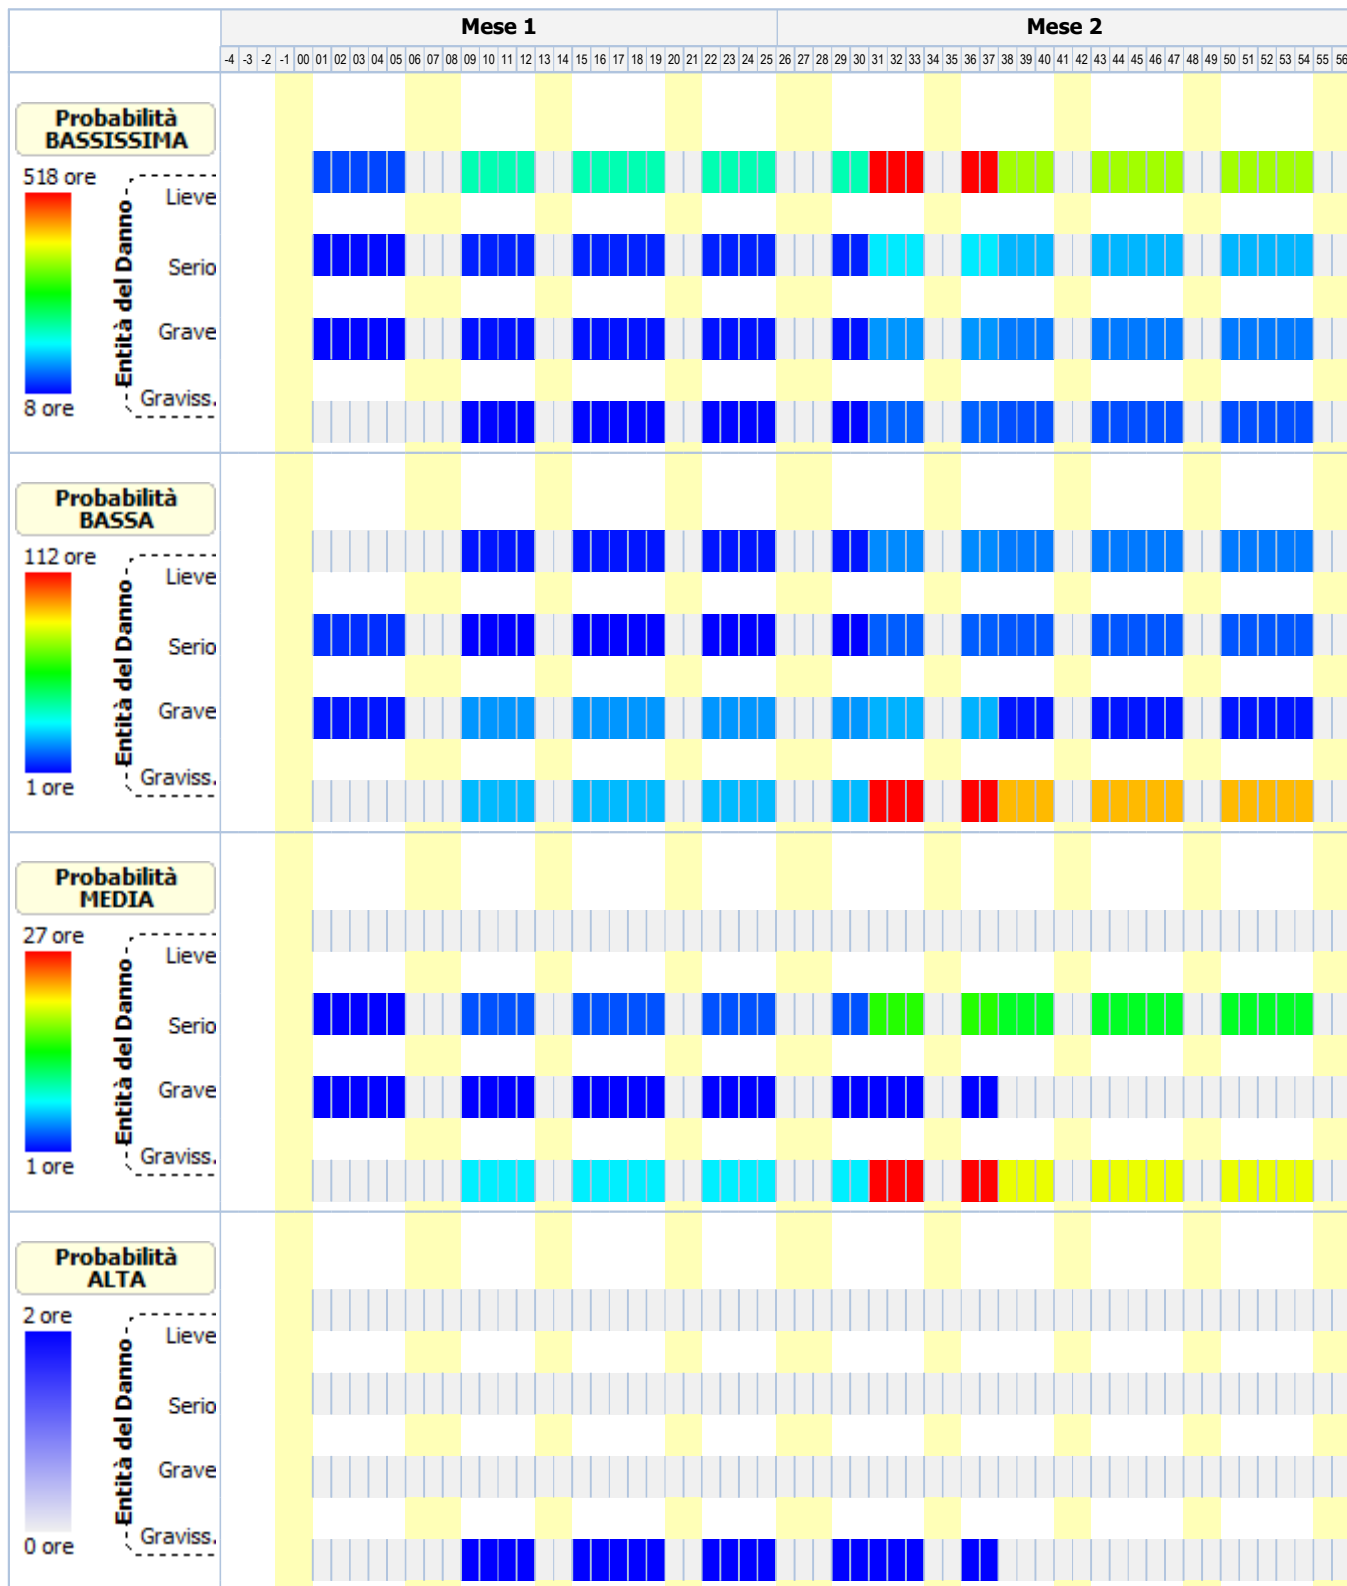 Mese 1 Mese 2
-4 -3 -2 -1 00 01 02 03 04 05 06 07 08 09 10 11 12 13 14 15 16 17 18 19 20 21 22 23 24 25 26 27 28 29 30 31 32 33 34 35 36 37 38 39 40 41 42 43 44 45 46 47 48 49 50 51 52 53 54 55 56
Probabilità
BASSISSIMA
518 ore
Entità del Danno
Lieve
Serio
Grave
Graviss.
8 ore
Probabilità
BASSA
112 ore
Entità del Danno
Lieve
Serio
Grave
Graviss.
1 ore
Probabilità
MEDIA
27 ore
Entità del Danno
Lieve
Serio
Grave
Graviss.
1 ore
Probabilità
ALTA
2 ore
Entità del Danno
Lieve
Serio
Grave
Graviss.
0 ore